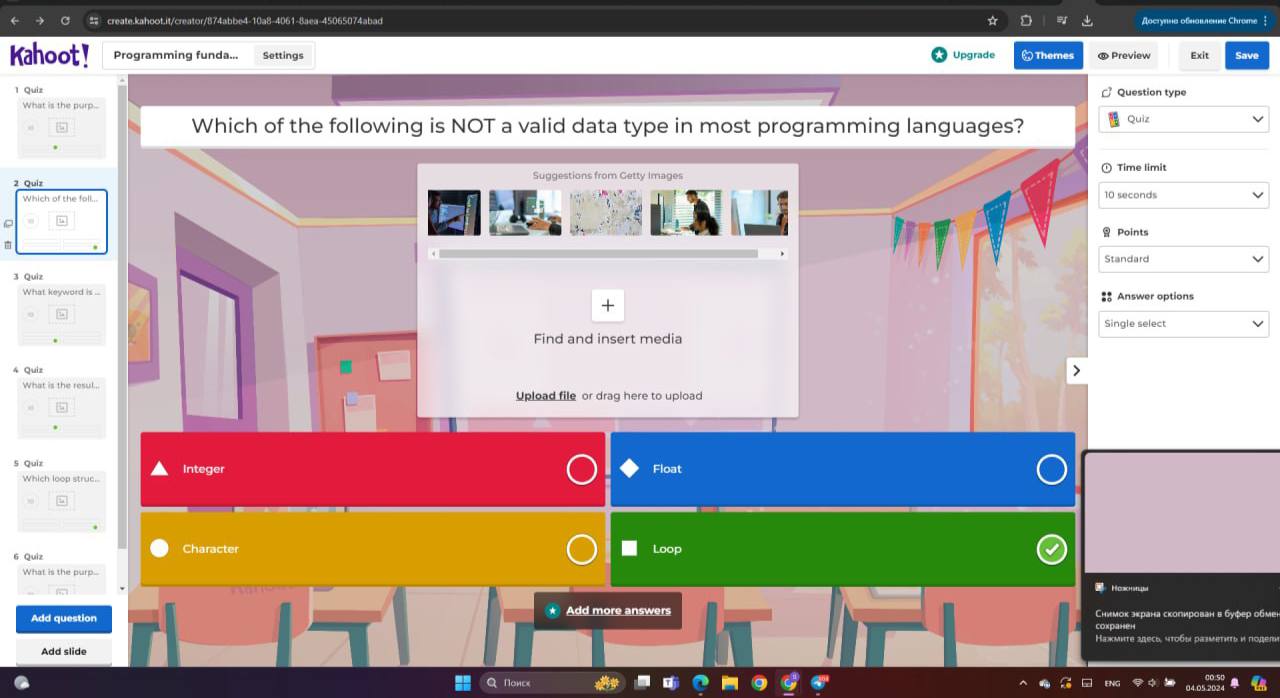 create.kahoot.it/creator/874abbe4-10a8-4061-8aea-45065074abad
Доступно обновление Chrome
Kahoot!
Programming funda...
Settings
Upgrade
Themes
Preview
Exit
Save
1 Quiz
What is the purp...
2 Quiz
Which of the foll...
3 Quiz
What keyword is ...
4 Quiz
What is the resul...
5 Quiz
Which loop struc...
6 Quiz
What is the purp...
Add question
Add slide
Which of the following is NOT a valid data type in most programming languages?
Suggestions from Getty Images
Find and insert media
Upload file or drag here to upload
Integer
Float
Character
Loop
Add more answers
Question type
Quiz
Time limit
10 seconds
Points
Standard
Answer options
Single select
Ножницы
Снимок экрана скопирован в буфер обмен
сохранен
Нажмите здесь, чтобы разметить и подели
Поиск
ENG
00:50
04.05.2024